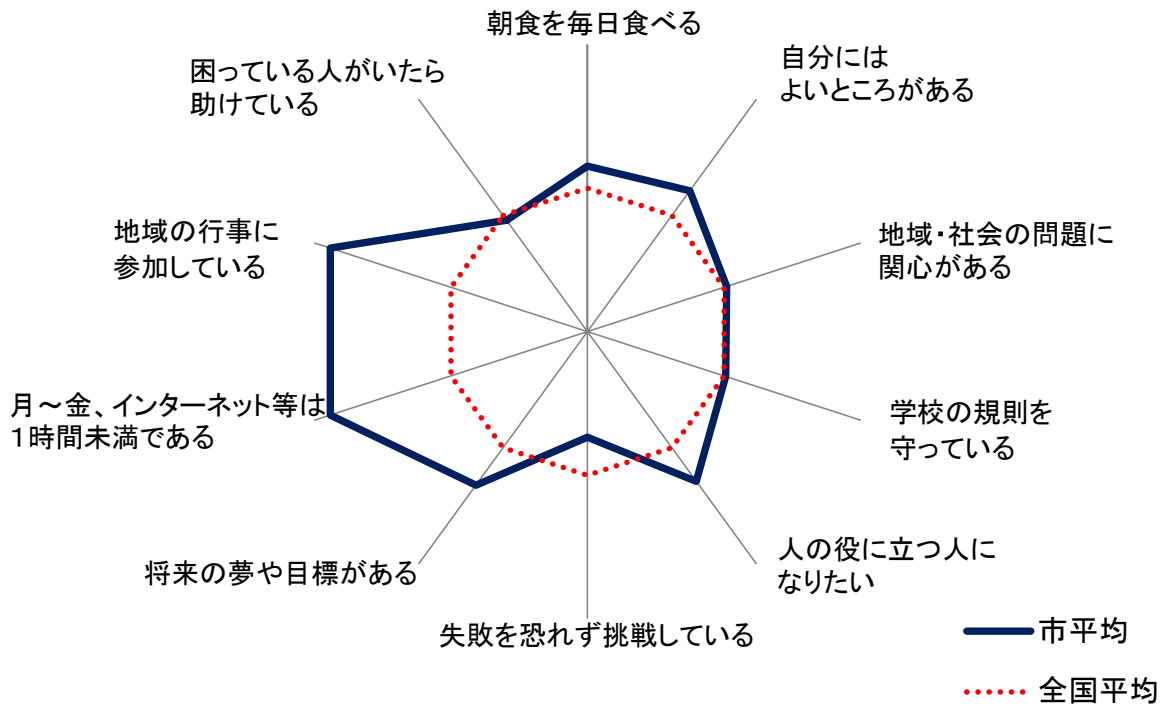 朝食を毎日食べる
自分には
よいところがある
地域・社会の問題に
関心がある
学校の規則を
守っている
人の役に立つ人に
なりたい
失敗を恐れず挑戦している
将来の夢や目標がある
月～金、インターネット等は
１時間未満である
地域の行事に
参加している
困っている人がいたら
助けている
市平均
全国平均